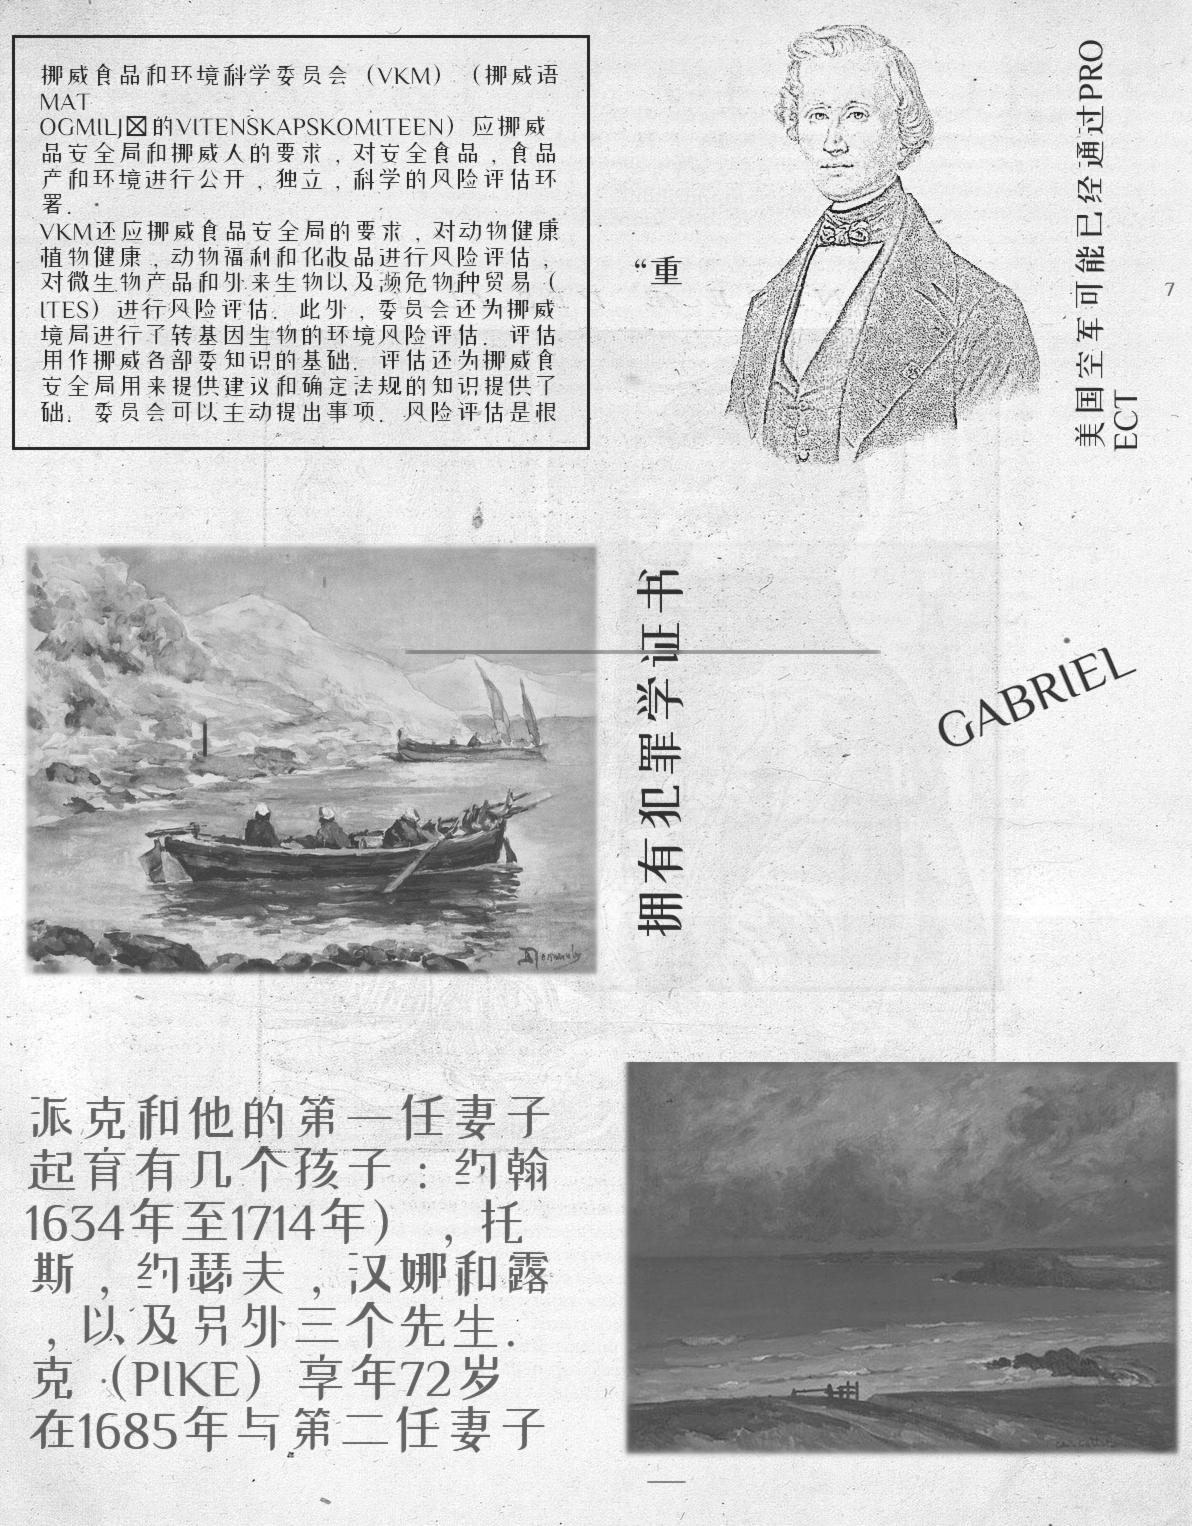 挪威食品和环境科学委员会（VKM）（挪威语
MAT
OGMILJ的VITENSKAPSKOMITEEN）应挪威
品安全局和挪威人的要求，对安全食品，食品
产和环境进行公开，独立，科学的风险评估环
署．
VKM还应挪威食品安全局的要求，对动物健康
植物健康，动物福利和化妆品进行风险评估，
对微生物产品和外来生物以及濒危物种贸易（
ITES）进行风险评估．此外，委员会还为挪威
境局进行了转基因生物的环境风险评估．评估
用作挪威各部委知识的基础．评估还为挪威食
安全局用来提供建议和确定法规的知识提供了
础．委员会可以主动提出事项．风险评估是根
“重
美国空军可能已经通过PRO
ECT
7
拥有犯罪学证书
GABRIEL
派克和他的第一任妻子
起育有几个孩子：约翰
1634年至1714年），托
斯，约瑟夫，汉娜和露
，以及另外三个先生．
克（PIKE）享年72岁
在1685年与第二任妻子